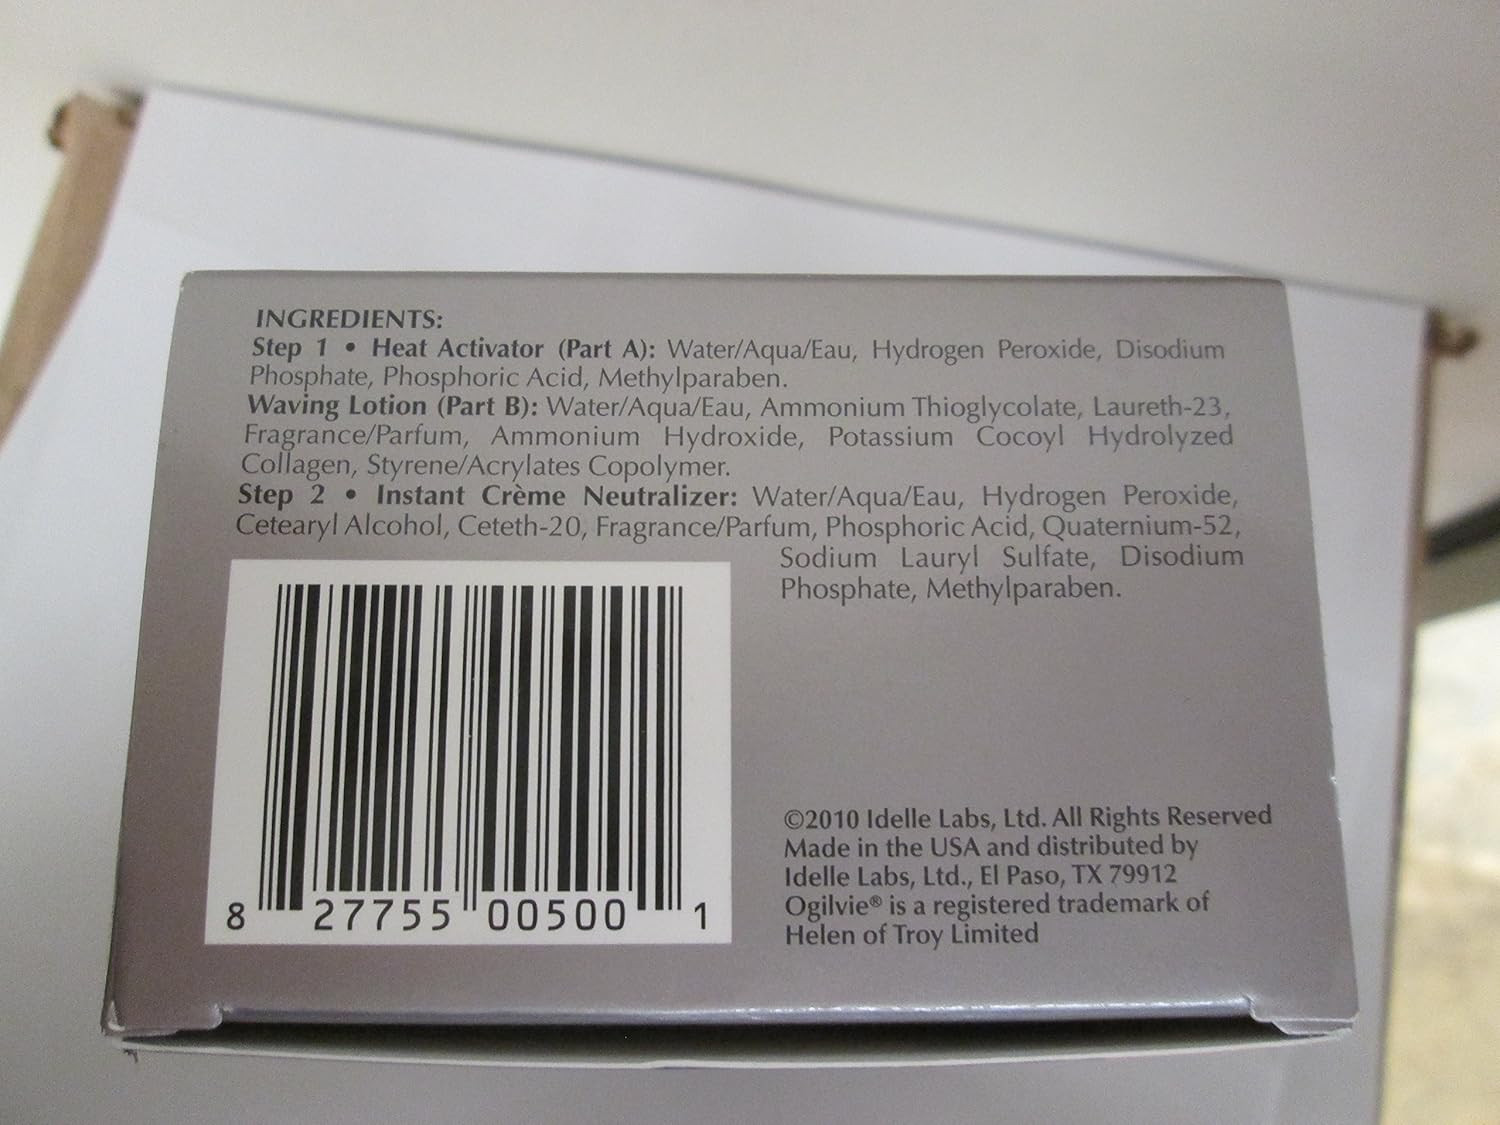 INGREDIENTS:
Step 1 • Heat Activator (Part A): Water/Aqua/Eau, Hydrogen Peroxide, Disodium
Phosphate, Phosphoric Acid, Methylparaben.
Waving Lotion (Part B): Water/Aqua/Eau, Ammonium Thioglycolate, Laureth-23,
Fragrance/Parfum, Ammonium Hydroxide, Potassium Cocoyl Hydrolyzed
Collagen, Styrene/Acrylates Copolymer.
Step 2 • Instant Crème Neutralizer: Water/Aqua/Eau, Hydrogen Peroxide,
Cetearyl Alcohol, Ceteth-20, Fragrance/Parfum, Phosphoric Acid, Quaternium-52,
Sodium Lauryl Sulfate, Disodium
Phosphate, Methylparaben.
8 27755 00500 1
©2010 Idelle Labs, Ltd. All Rights Reserved
Made in the USA and distributed by
Idelle Labs, Ltd., El Paso, TX 79912
Ogilvie® is a registered trademark of
Helen of Troy Limited